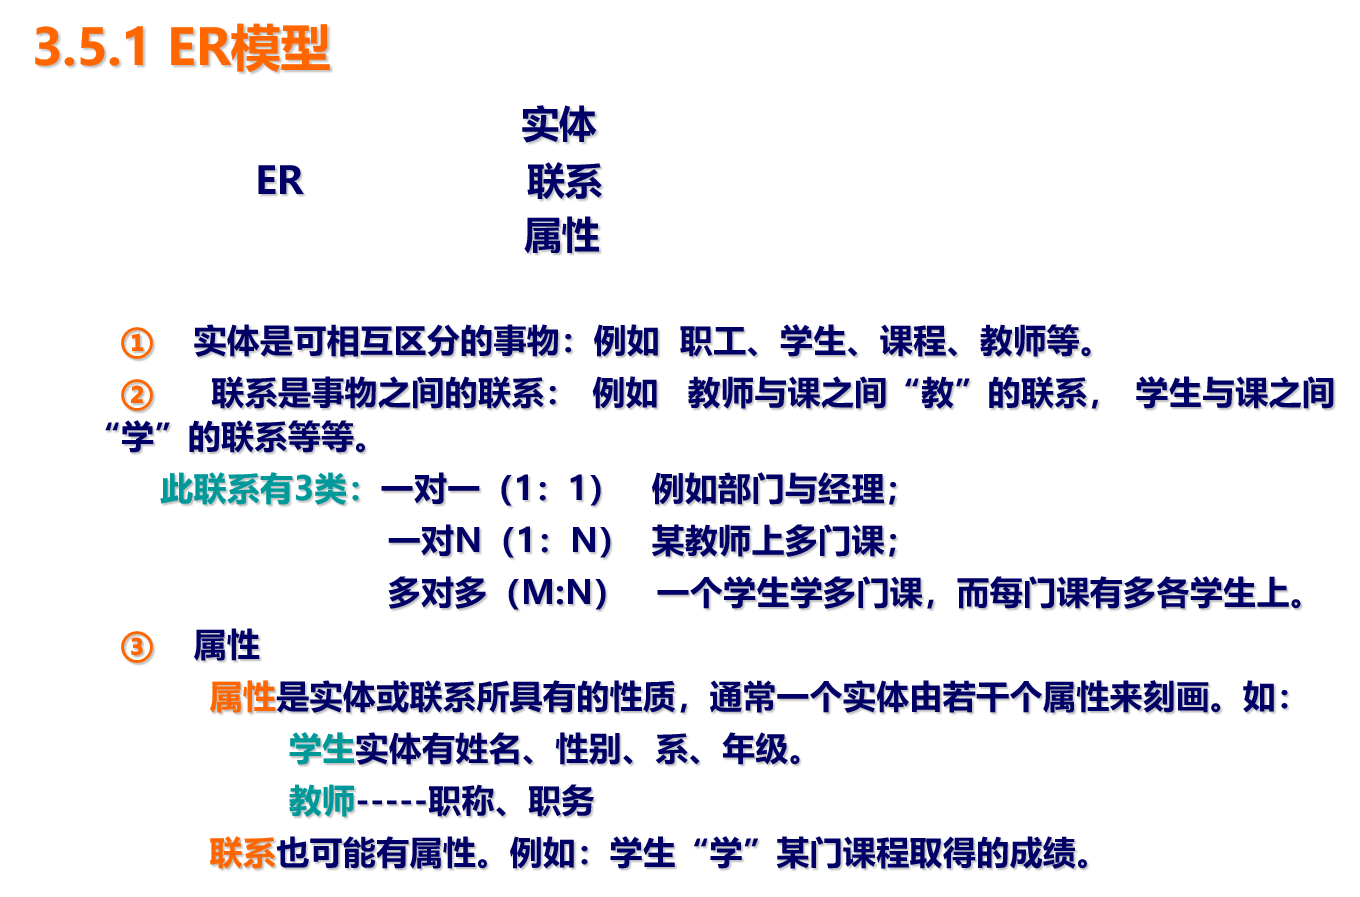 3.5.1 ER模型
实体
ER 联系
属性
① 实体是可相互区分的事物：例如 职工、学生、课程、教师等。
② 联系是事物之间的联系： 例如 教师与课之间“教”的联系， 学生与课之间
“学”的联系等等。
此联系有3类：一对一（1：1） 例如部门与经理；
一对N（1：N） 某教师上多门课；
多对多（M:N） 一个学生学多门课，而每门课有多各学生上。
③ 属性
属性是实体或联系所具有的性质，通常一个实体由若干个属性来刻画。如：
学生实体有姓名、性别、系、年级。
教师-----职称、职务
联系也可能有属性。例如：学生“学”某门课程取得的成绩。